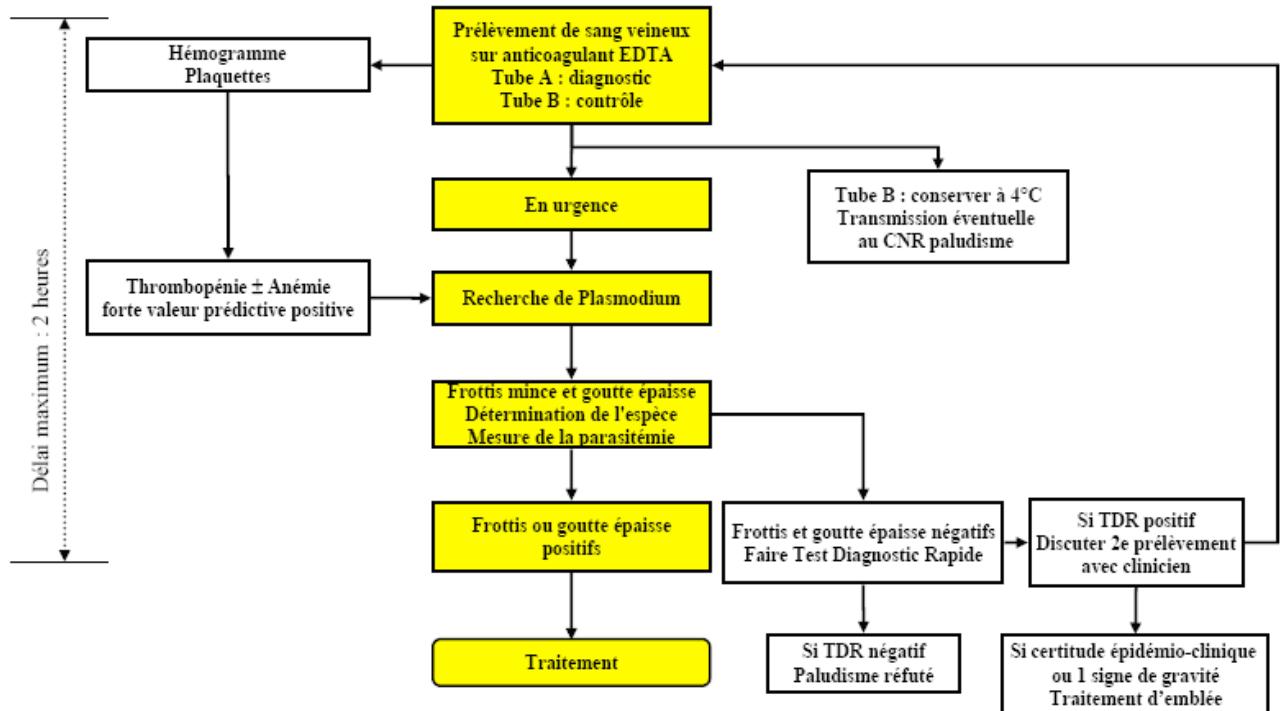 Prélèvement de sang veineux
sur anticoagulant EDTA
Tube A : diagnostic
Tube B : contrôle
Hémogramme
Plaquettes
En urgence
Tube B : conserver à 4°C
Transmission éventuelle
au CNR paludisme
Délai maximum : 2 heures
Thrombopénie ± Anémie
forte valeur prédictive positive
Recherche de Plasmodium
Frottis mince et goutte épaisse
Détermination de l'espèce
Mesure de la parasitémie
Frottis ou goutte épaisse
positifs
Frottis et goutte épaisse négatifs
Faire Test Diagnostic Rapide
Si TDR positif
Discuter 2e prélèvement
avec clinicien
Traitement
Si TDR négatif
Paludisme réfuté
Si certitude épidémio-clinique
ou 1 signe de gravité
Traitement d’emblée